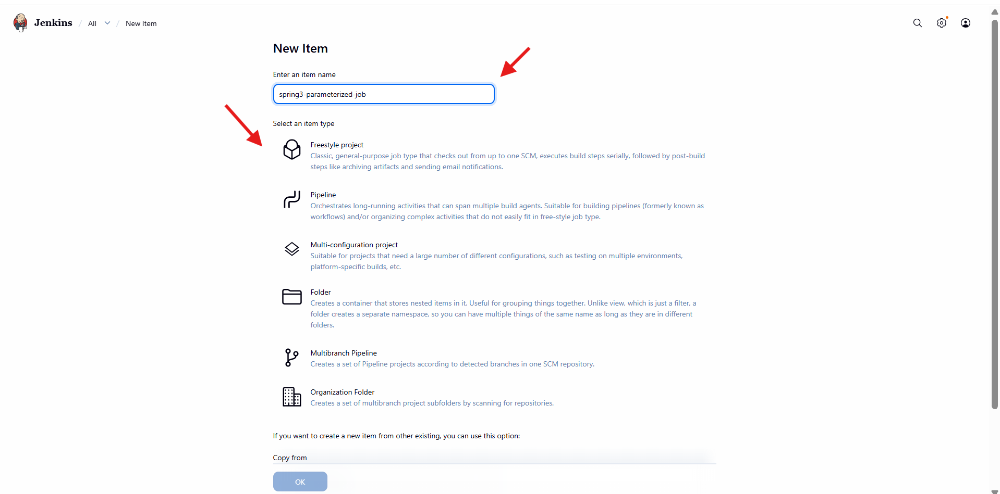 Jenkins / All / New Item
New Item
Enter an item name
spring3-parameterized-job
Select an item type
Freestyle project
Classic, general-purpose job type that checks out from up to one SCM, executes build steps serially, followed by post-build
steps like archiving artifacts and sending email notifications.
Pipeline
Orchestrates long-running activities that can span multiple build agents. Suitable for building pipelines (formerly known as
workflows) and/or organizing complex activities that do not easily fit in free-style job type.
Multi-configuration project
Suitable for projects that need a large number of different configurations, such as testing on multiple environments,
platform-specific builds, etc.
Folder
Creates a container that stores nested items in it. Useful for grouping things together. Unlike view, which is just a filter, a
folder creates a separate namespace, so you can have multiple things of the same name as long as they are in different
folders.
Multibranch Pipeline
Creates a set of Pipeline projects according to detected branches in one SCM repository.
Organization Folder
Creates a set of multibranch project subfolders by scanning for repositories.
If you want to create a new item from other existing, you can use this option:
Copy from
OK